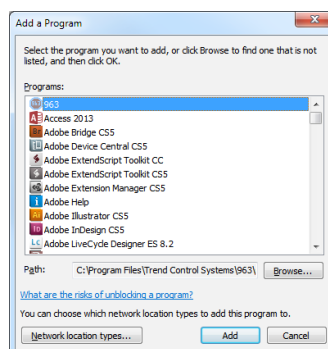 Add a Program
Select the program you want to add, or click Browse to find one that is not
listed, and then click OK.
Programs:
963
Access 2013
Adobe Bridge CS5
Adobe Device Central CS5
Adobe ExtendScript Toolkit CC
Adobe ExtendScript Toolkit CS5
Adobe Extension Manager CS5
Adobe Help
Adobe Illustrator CS5
Adobe InDesign CS5
Adobe LiveCycle Designer ES 8.2
Path: C:\Program Files\Trend Control Systems\963\ Browse...
What are the risks of unblocking a program?
You can choose which network location types to add this program to.
Network location types... Add Cancel